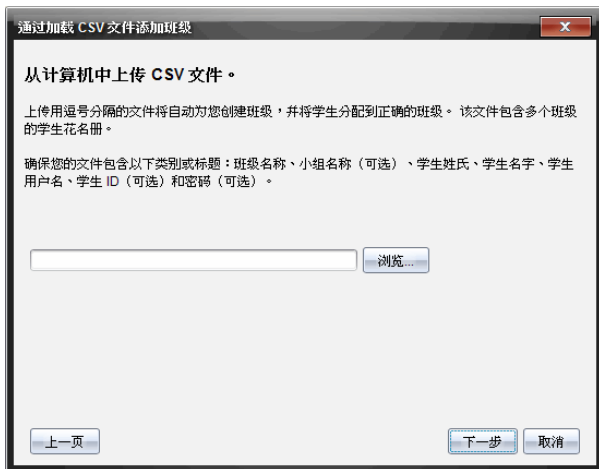 通过加载 CSV 文件添加班级
从计算机中上传 CSV 文件。
上传用逗号分隔的文件将自动为您创建班级，并将学生分配到正确的班级。 该文件包含多个班级
的学生花名册。
确保您的文件包含以下类别或标题：班级名称、小组名称（可选）、学生姓氏、学生名字、学生
用户名、学生 ID（可选）和密码（可选）。
浏览...
上一页
下一步
取消